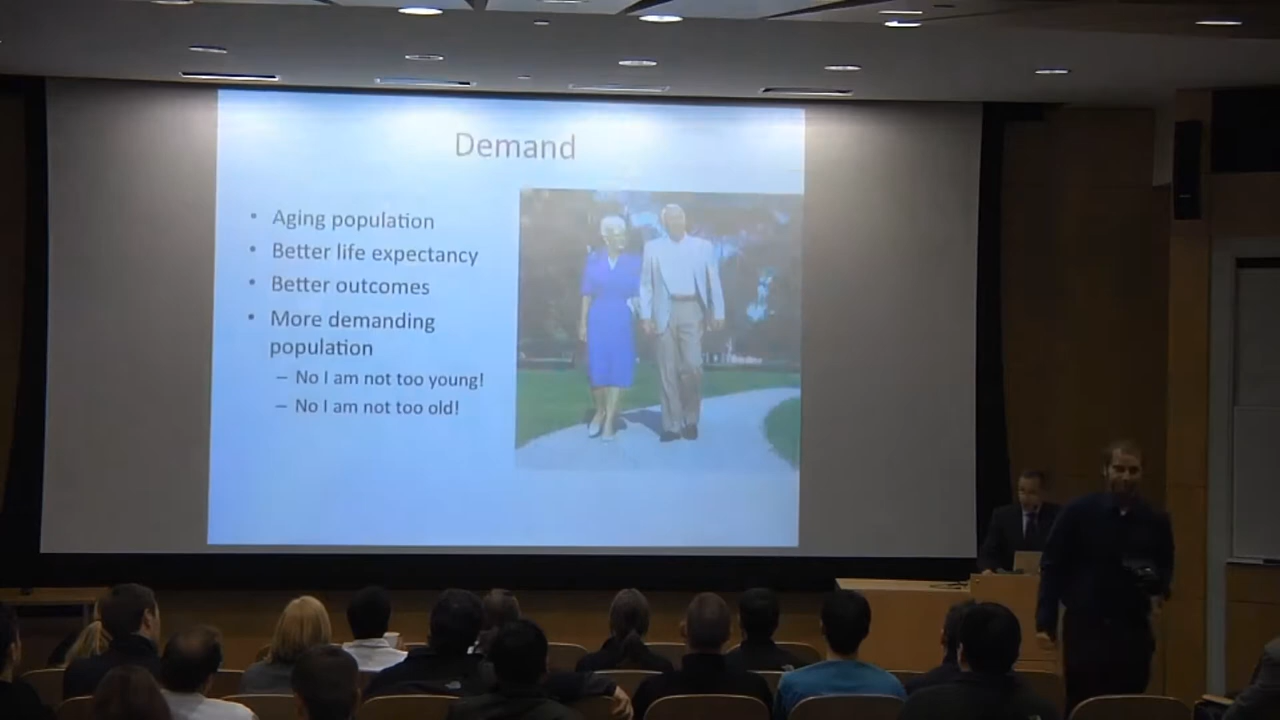 Demand
• Aging population
• Better life expectancy
• Better outcomes
• More demanding
population
– No I am not too young!
– No I am not too old!